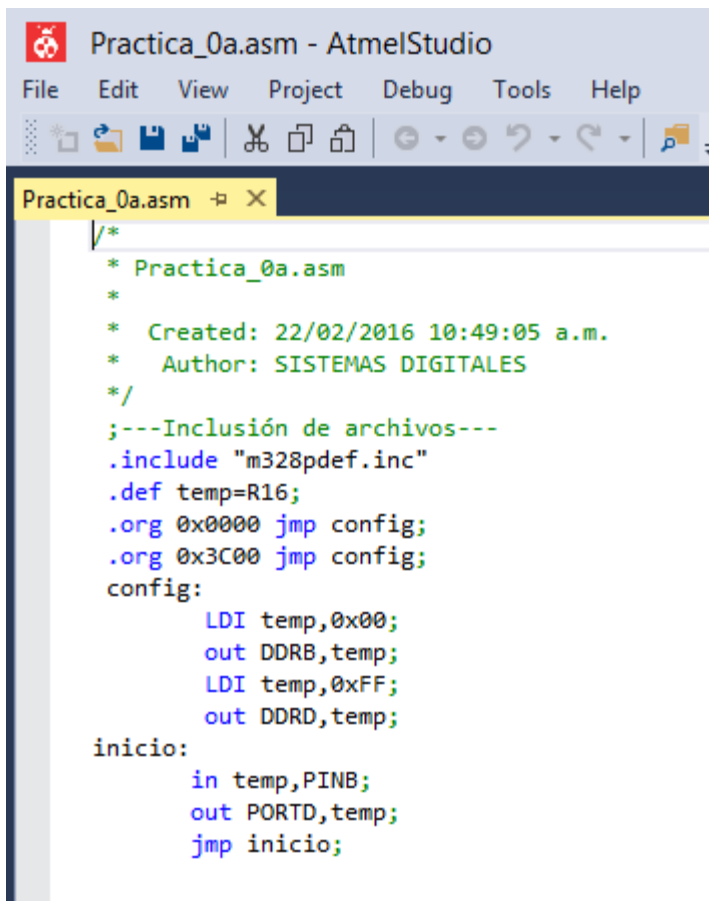 Practica_0a.asm - AtmelStudio
File Edit View Project Debug Tools Help
Practica_0a.asm
/*
* Practica_0a.asm
*
* Created: 22/02/2016 10:49:05 a.m.
* Author: SISTEMAS DIGITALES
*/
;---Inclusión de archivos---
.include "m328pdef.inc"
.def temp=R16;
.org 0x0000 jmp config;
.org 0x3C00 jmp config;
config:
LDI temp,0x00;
out DDRB,temp;
LDI temp,0xFF;
out DDRD,temp;
inicio:
in temp,PINB;
out PORTD,temp;
jmp inicio;